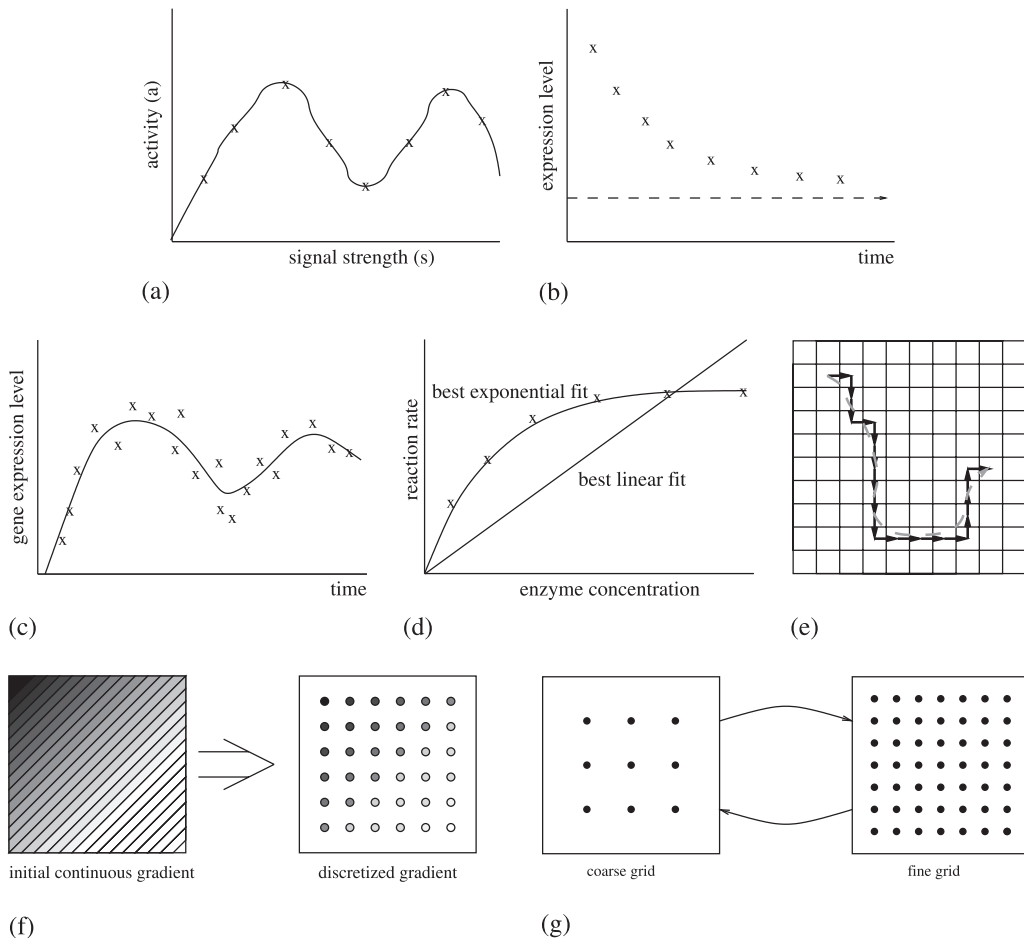 activity (a)
signal strength (s)
(a)
expression level
time
(b)
gene expression level
time
(c)
reaction rate
best exponential fit
best linear fit
enzyme concentration
(d)
(e)
initial continuous gradient
discretized gradient
(f)
coarse grid
fine grid
(g)